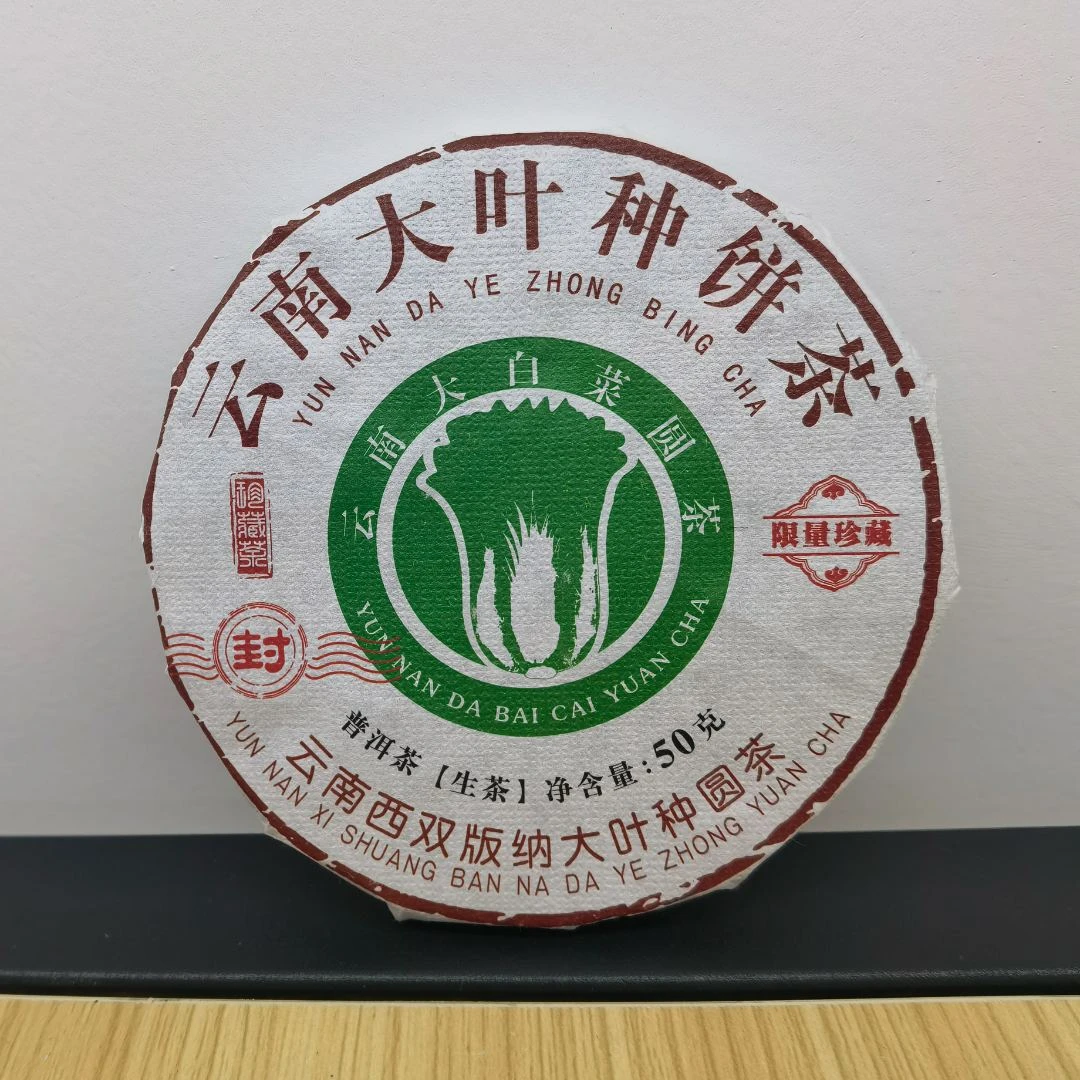 云南大叶种饼茶
YUN NAN DA YE ZHONG BING CHA
云南大白菜圆茶
珍藏茶
限量珍藏
封
YUN NAN DA BAI CAI YUAN CHA
普洱茶【生茶】净含量:50克
云南西双版纳大叶种圆茶
YUN NAN XI SHUANG BAN NA DA YE ZHONG YUAN CHA